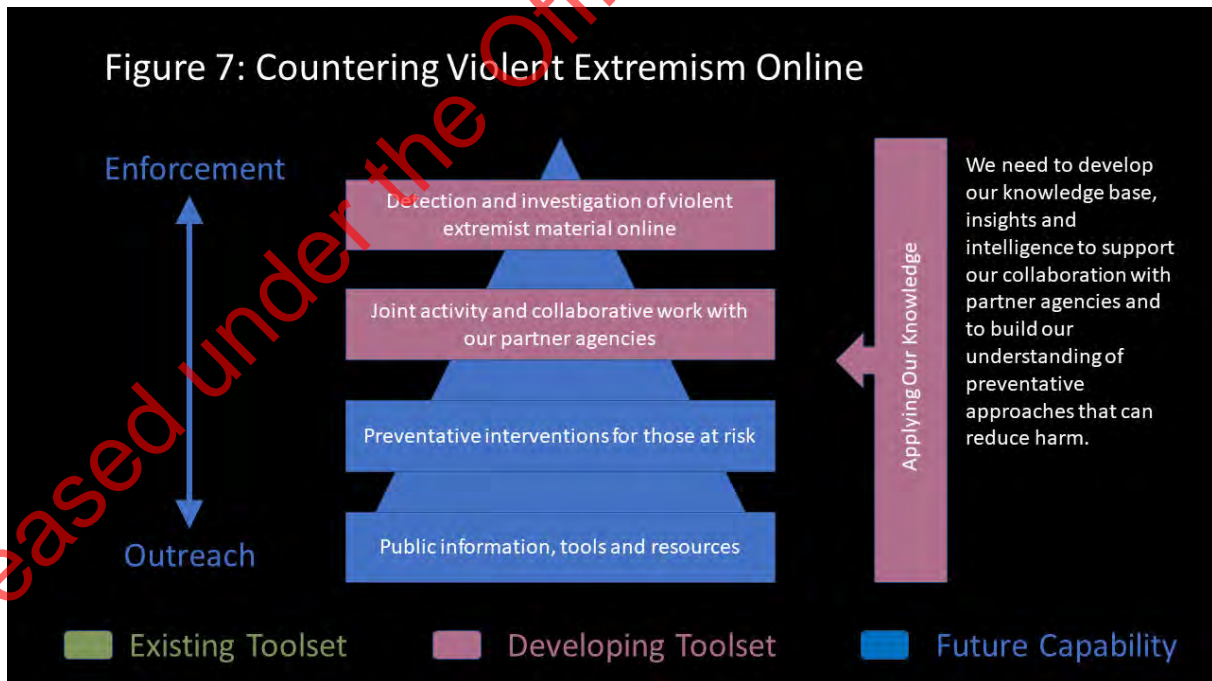 Figure 7: Countering Violent Extremism Online
Enforcement
Outreach
Detection and investigation of violent
extremist material online
Joint activity and collaborative work with
our partner agencies
Preventative interventions for those at risk
Public information, tools and resources
Applying Our Knowledge
We need to develop
our knowledge base,
insights and
intelligence to support
our collaboration with
partner agencies and
to build our
understanding of
preventative
approaches that can
reduce harm.
Existing Toolset
Developing Toolset
Future Capability
under the